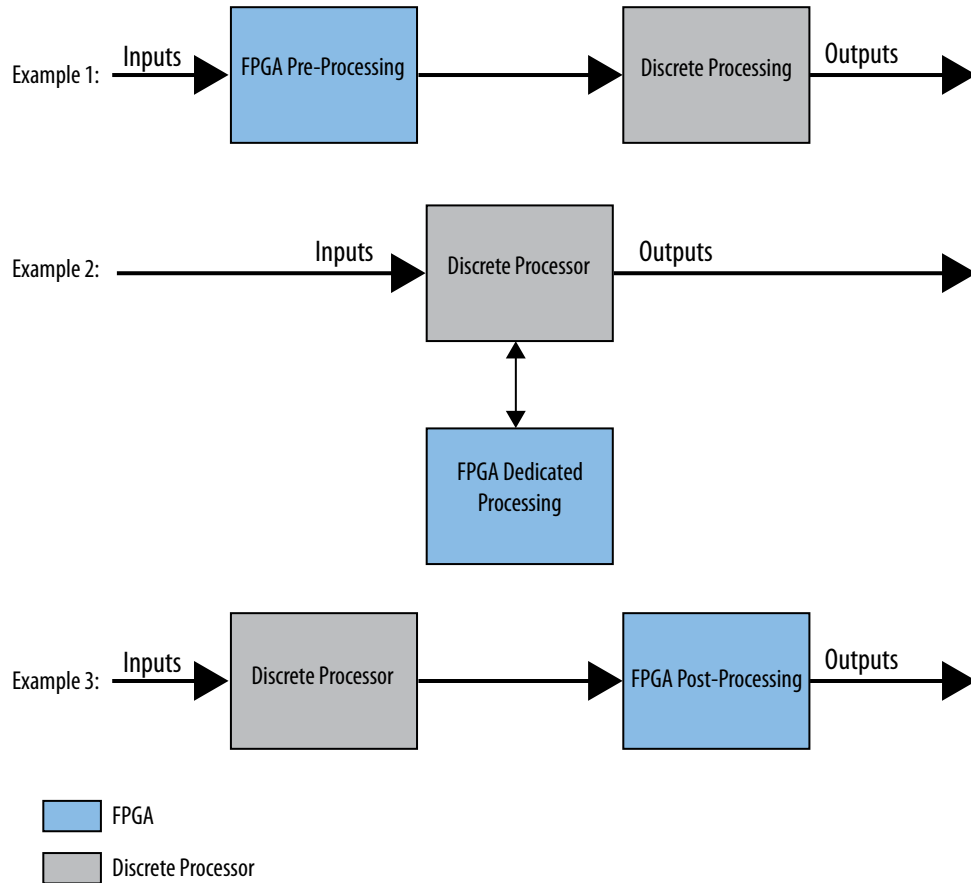 Example 1:
Inputs
FPGA Pre-Processing
Discrete Processing
Outputs
Example 2:
Inputs
Discrete Processor
Outputs
FPGA Dedicated
Processing
Example 3:
Inputs
Discrete Processor
FPGA Post-Processing
Outputs
FPGA
Discrete Processor